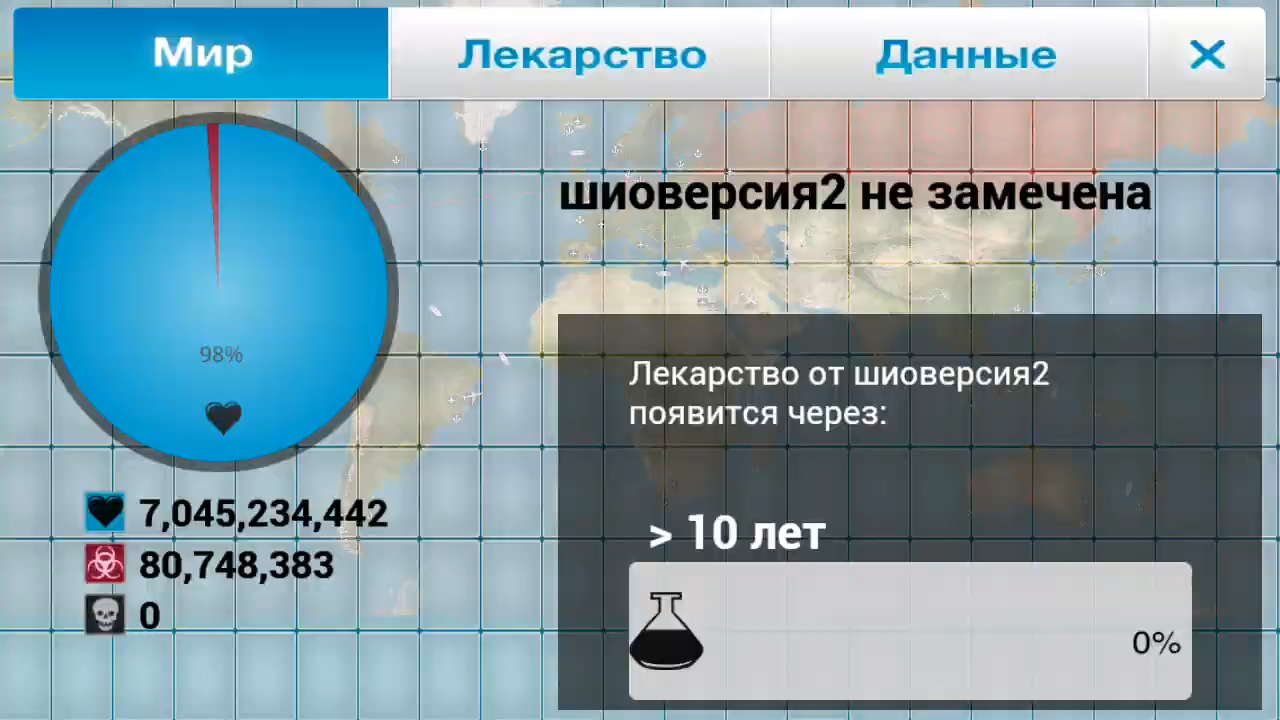 Мир
Лекарство
Данные
шиоверсия2 не замечена
98%
7,045,234,442
80,748,383
0
Лекарство от шиоверсия2
появится через:
> 10 лет
0%